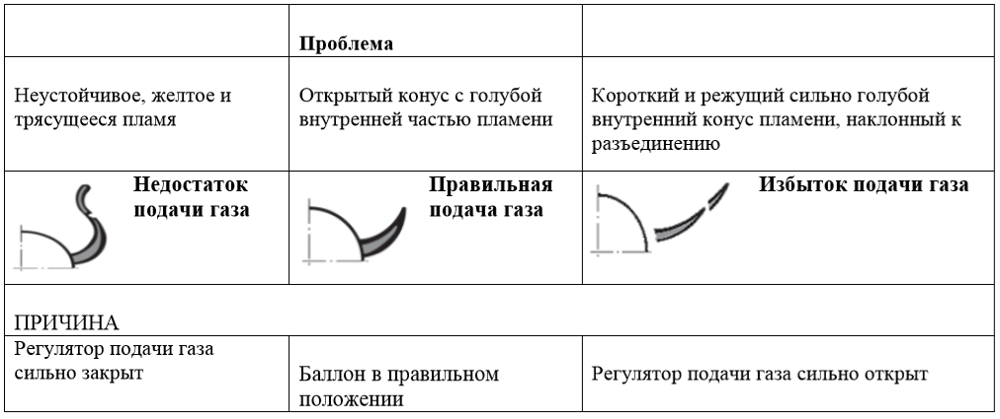 Проблема
Неустойчивое, желтое и
трясущееся пламя
Открытый конус с голубой
внутренней частью пламени
Короткий и режущий сильно голубой
внутренний конус пламени, наклонный к
разъединению
Недостаток
подачи газа
Правильная
подача газа
Избыток подачи газа
ПРИЧИНА
Регулятор подачи газа
сильно закрыт
Баллон в правильном
положении
Регулятор подачи газа сильно открыт